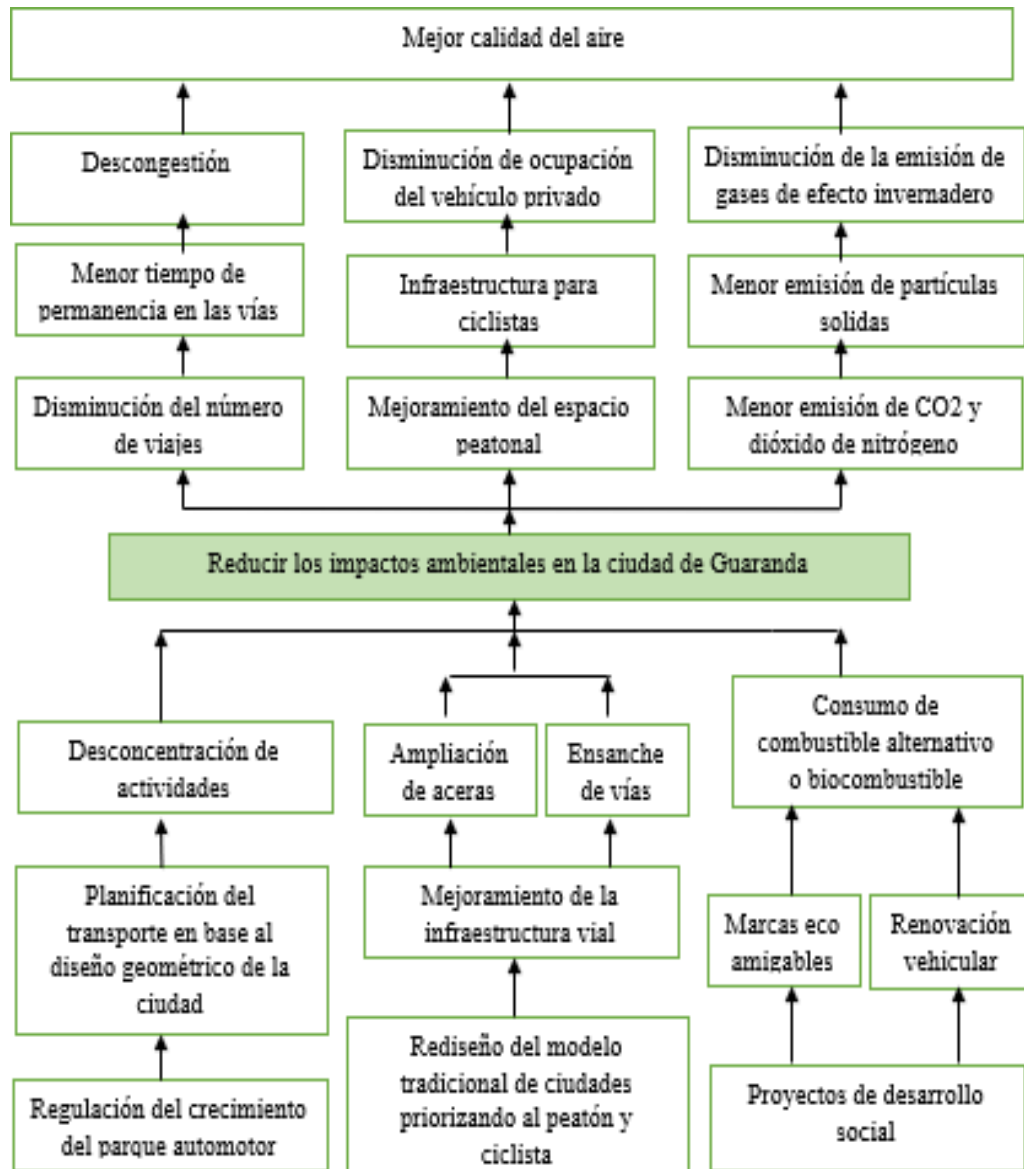 Mejor calidad del aire
Descongestión
Disminución de ocupación
del vehículo privado
Disminución de la emisión de
gases de efecto invernadero
Menor tiempo de
permanencia en las vías
Infraestructura para
ciclistas
Menor emisión de partículas
solidas
Disminución del número
de viajes
Mejoramiento del espacio
peatonal
Menor emisión de CO2 y
dióxido de nitrógeno
Reducir los impactos ambientales en la ciudad de Guaranda
Desconcentración de
actividades
Ampliación
de aceras
Ensanche
de vías
Consumo de
combustible alternativo
o biocombustible
Planificación del
transporte en base al
diseño geométrico de la
ciudad
Mejoramiento de la
infraestructura vial
Marcas eco
amigables
Renovación
vehicular
Regulación del crecimiento
del parque automotor
Rediseño del modelo
tradicional de ciudades
priorizando al peatón y
ciclista
Proyectos de desarrollo
social